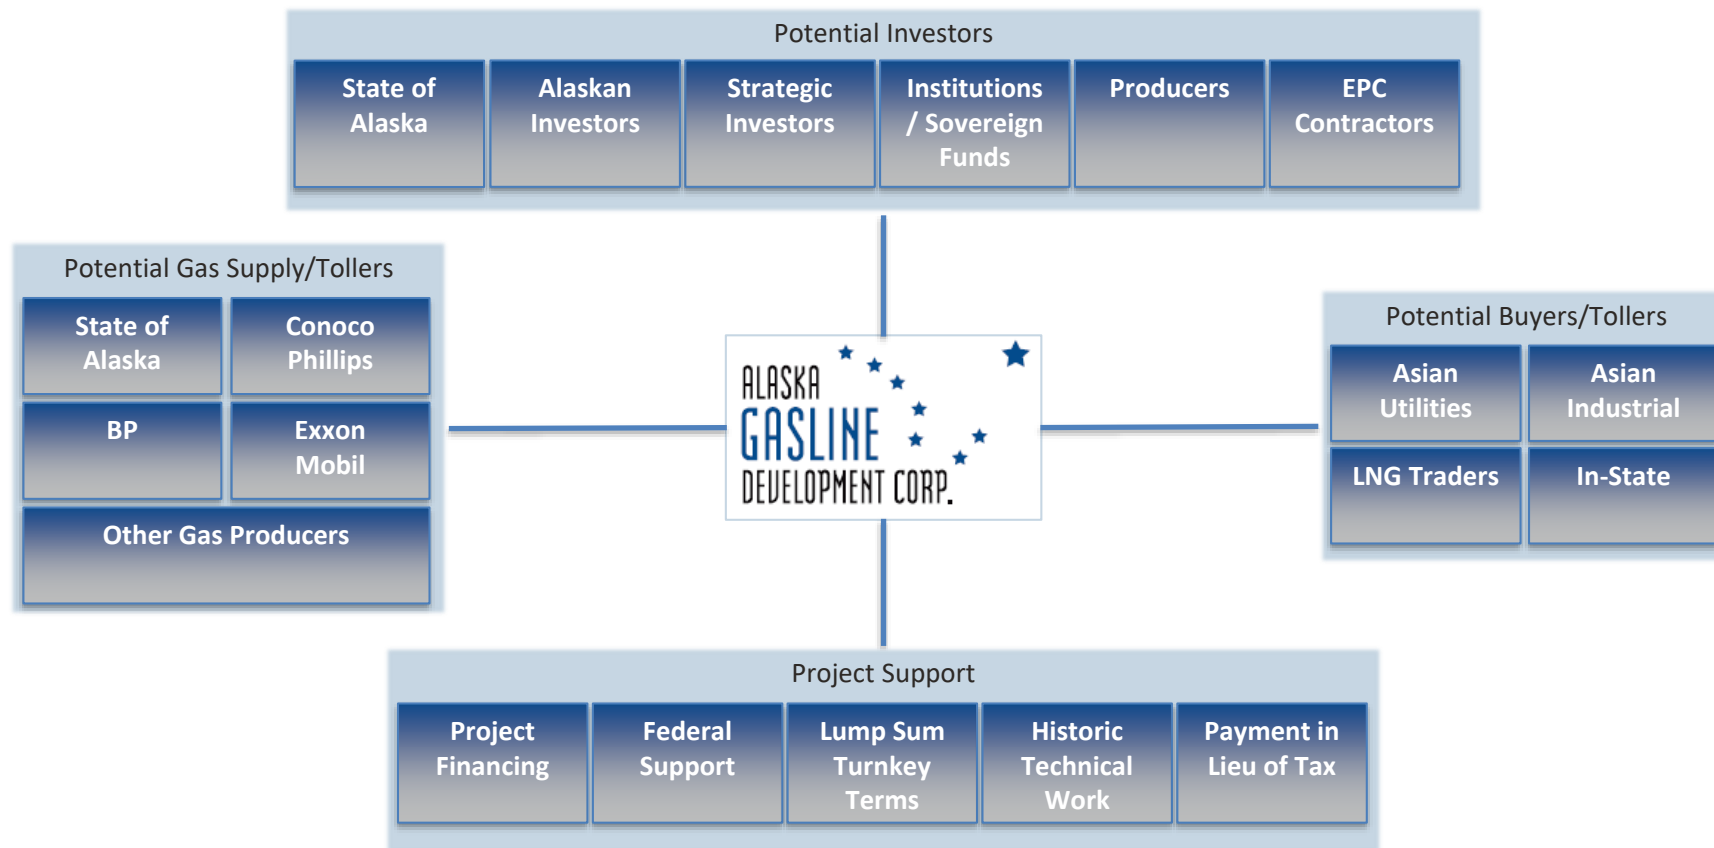 Potential Investors
State of
Alaska
Alaskan
Investors
Strategic
Investors
Institutions
/ Sovereign
Funds
Producers
EPC
Contractors
Potential Gas Supply/Tollers
State of
Alaska
Conoco
Phillips
BP
Exxon
Mobil
Other Gas Producers
ALASKA
GASLINE
DEVELOPMENT CORP.
Potential Buyers/Tollers
Asian
Utilities
Asian
Industrial
LNG Traders
In-State
Project Support
Project
Financing
Federal
Support
Lump Sum
Turnkey
Terms
Historic
Technical
Work
Payment in
Lieu of Tax